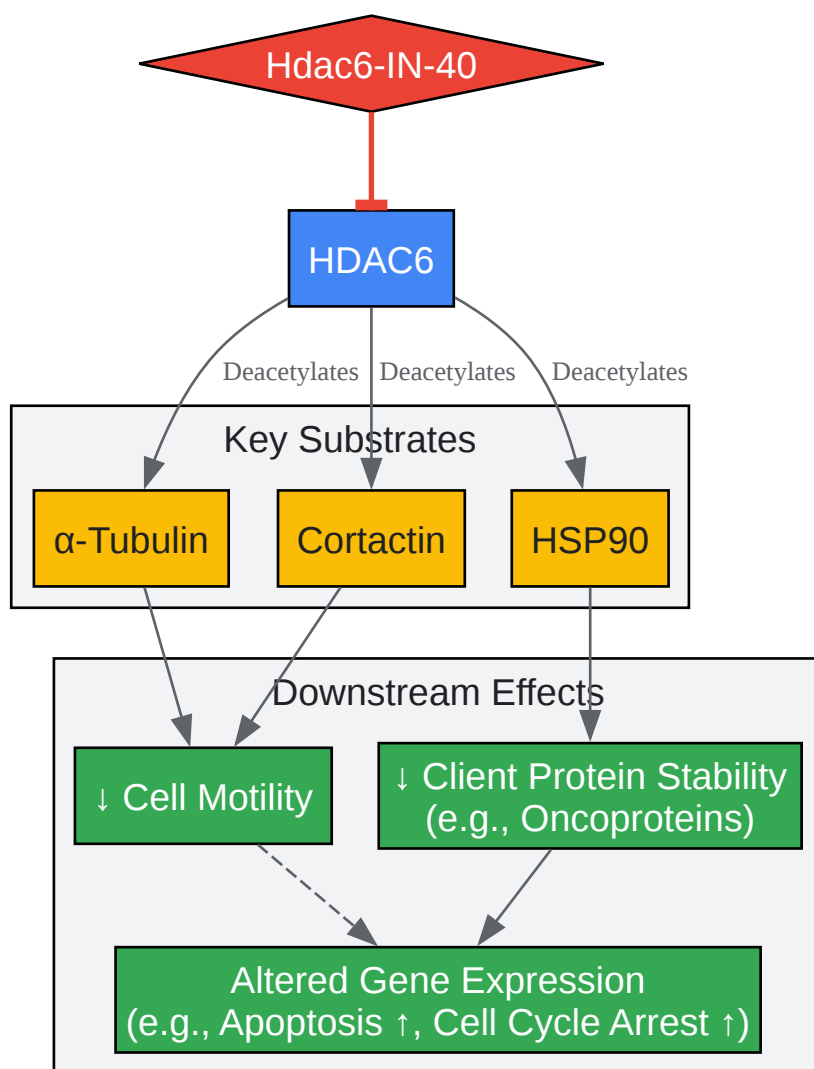 Hdac6-IN-40
HDAC6
Deacetylates
Deacetylates
Deacetylates
Key Substrates
α-Tubulin
Cortactin
HSP90
Downstream Effects
↓ Cell Motility
↓ Client Protein Stability
(e.g., Oncoproteins)
Altered Gene Expression
(e.g., Apoptosis ↑, Cell Cycle Arrest ↑)